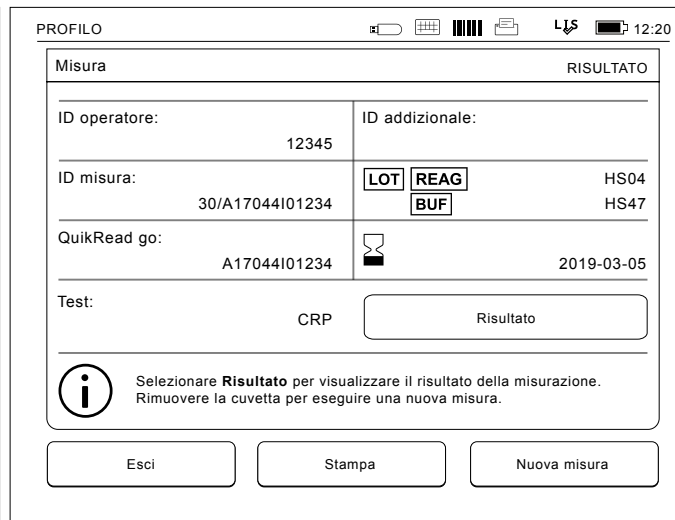 PROFILO LIS 12:20
Misura RISULTATO
ID operatore: ID addizionale:
12345
ID misura: LOT REAG HS04
30/A17044I01234 BUF HS47
QuikRead go:
A17044I01234 2019-03-05
Test:
CRP Risultato
i Selezionare Risultato per visualizzare il risultato della misurazione.
Rimuovere la cuvetta per eseguire una nuova misura.
Esci Stampa Nuova misura